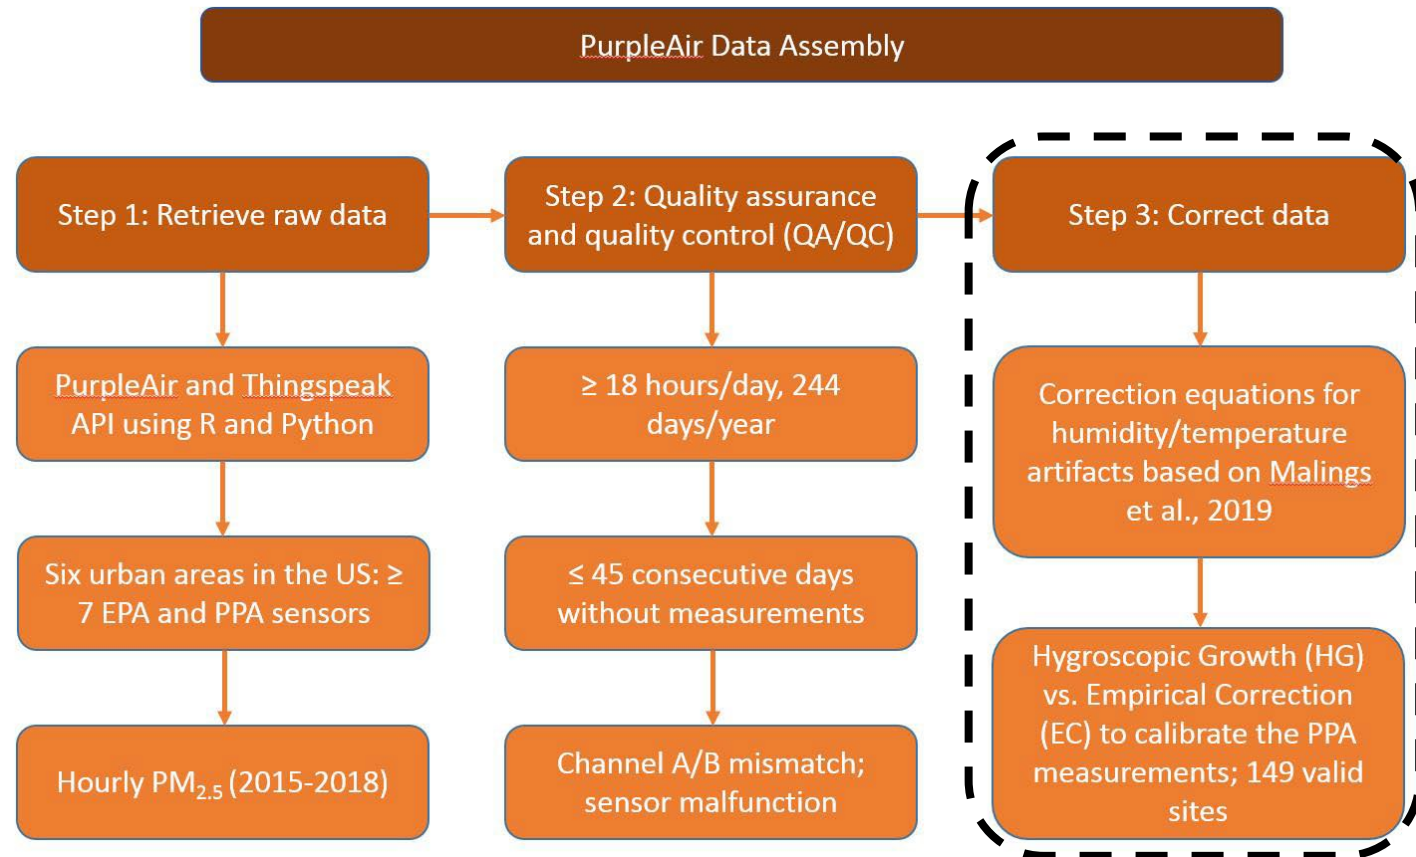 PurpleAir Data Assembly
Step 1: Retrieve raw data
PurpleAir and Thingspeak
API using R and Python
Six urban areas in the US: ≥
7 EPA and PPA sensors
Hourly PM2.5 (2015-2018)
Step 2: Quality assurance
and quality control (QA/QC)
≥ 18 hours/day, 244
days/year
≤ 45 consecutive days
without measurements
Channel A/B mismatch;
sensor malfunction
Step 3: Correct data
Correction equations for
humidity/temperature
artifacts based on Malings
et al., 2019
Hygroscopic Growth (HG)
vs. Empirical Correction
(EC) to calibrate the PPA
measurements; 149 valid
sites